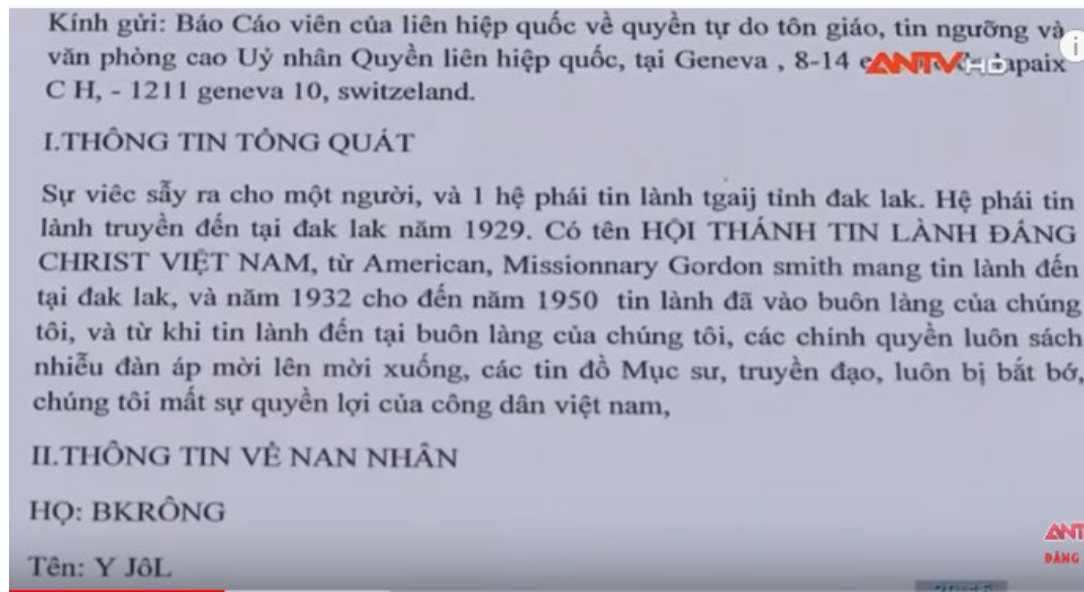 Kính gửi: Báo Cáo viên của liên hiệp quốc về quyền tự do tôn giáo, tin ngưỡng và
văn phòng cao Uỷ nhân Quyền liên hiệp quốc, tại Geneva , 8-14 apaix
C H, - 1211 geneva 10, switzeland.
ANTV HD
I.THÔNG TIN TỔNG QUÁT
Sự viêc sẫy ra cho một người, và 1 hệ phái tin lành tgaij tỉnh đak lak. Hệ phái tin
lành truyền đến tại đak lak năm 1929. Có tên HỘI THÁNH TIN LÀNH ĐẤNG
CHRIST VIỆT NAM, từ American, Missionnary Gordon smith mang tin lành đến
tại đak lak, và năm 1932 cho đến năm 1950 tin lành đã vào buôn làng của chúng
tôi, và từ khi tin lành đến tại buôn làng của chúng tôi, các chính quyền luôn sách
nhiễu đàn áp mời lên mời xuống, các tin đồ Mục sư, truyền đạo, luôn bị bắt bớ,
chúng tôi mất sự quyền lợi của công dân việt nam,
II.THÔNG TIN VỀ NAN NHÂN
HỌ: BKRÔNG
Tên: Y JôL
ANT
ĐĂNG